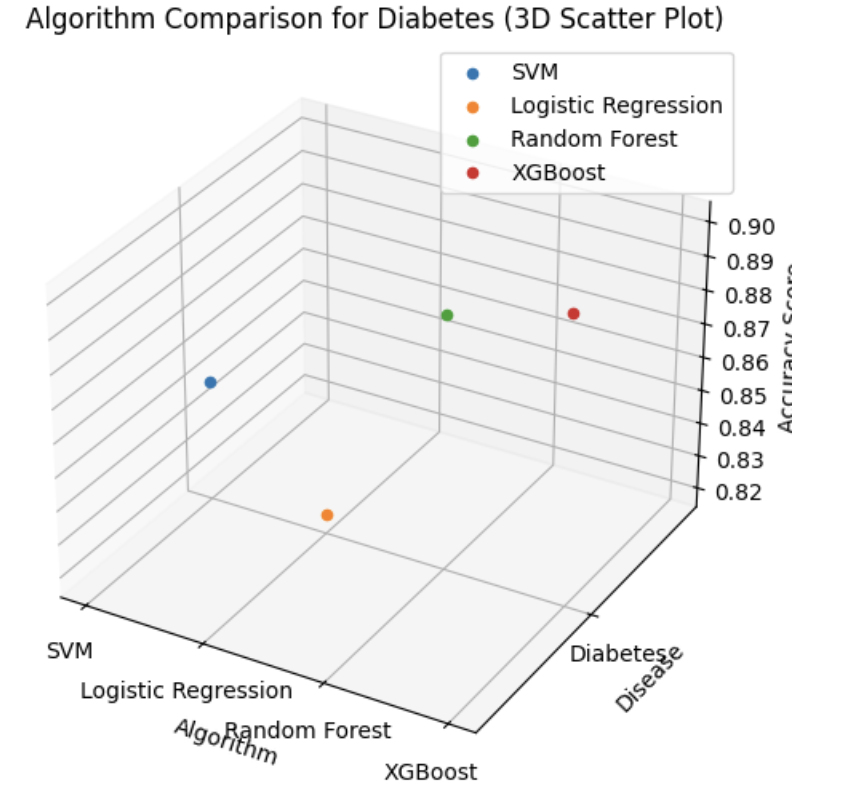 Algorithm Comparison for Diabetes (3D Scatter Plot)
SVM
Logistic Regression
Random Forest
XGBoost
0.90
0.89
0.88
0.87
0.86
0.85
0.84
0.83
0.82
Accuracy Score
Diabetese
Disease
SVM
Logistic Regression
Random Forest
XGBoost
Algorithm